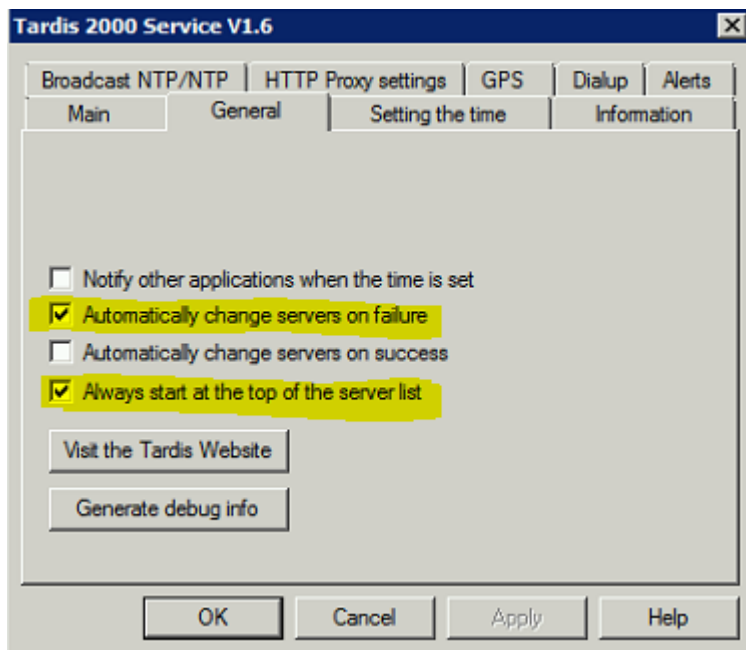 Tardis 2000 Service V1.6
Broadcast NTP/NTP HTTP Proxy settings GPS Dialup Alerts
Main General Setting the time Information
Notify other applications when the time is set
Automatically change servers on failure
Automatically change servers on success
Always start at the top of the server list
Visit the Tardis Website
Generate debug info
OK Cancel Apply Help